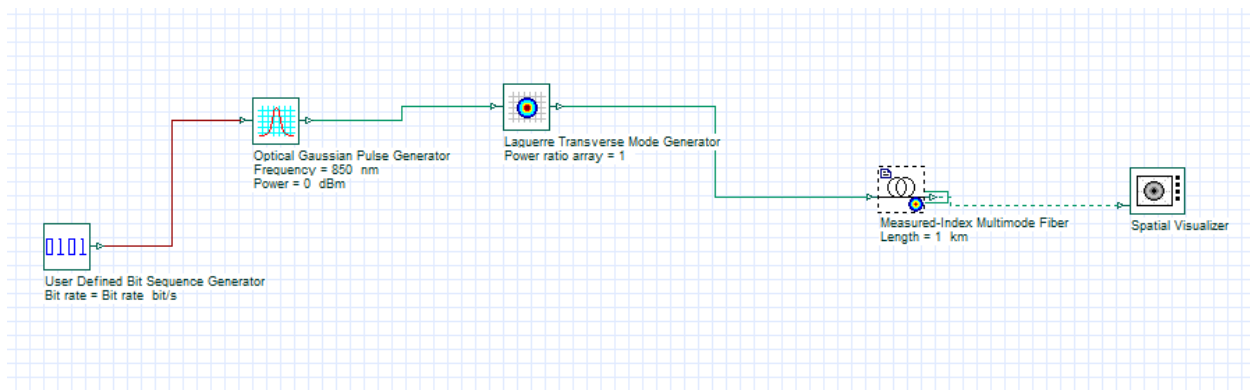 Optical Gaussian Pulse Generator
Frequency = 850 nm
Power = 0 dBm
Laguerre Transverse Mode Generator
Power ratio array = 1
Measured-Index Multimode Fiber
Length = 1 km
Spatial Visualizer
0101
User Defined Bit Sequence Generator
Bit rate = Bit rate bit/s